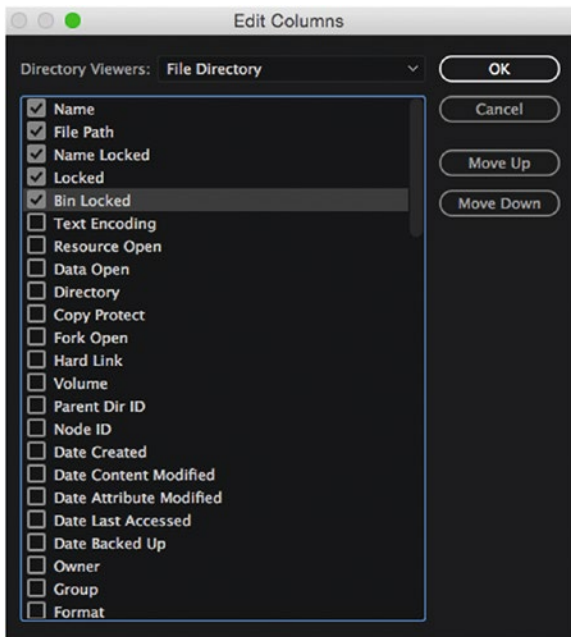 Edit Columns
Directory Viewers: File Directory
OK
Cancel
Move Up
Move Down
Name
File Path
Name Locked
Locked
Bin Locked
Text Encoding
Resource Open
Data Open
Directory
Copy Protect
Fork Open
Hard Link
Volume
Parent Dir ID
Node ID
Date Created
Date Content Modified
Date Attribute Modified
Date Last Accessed
Date Backed Up
Owner
Group
Format